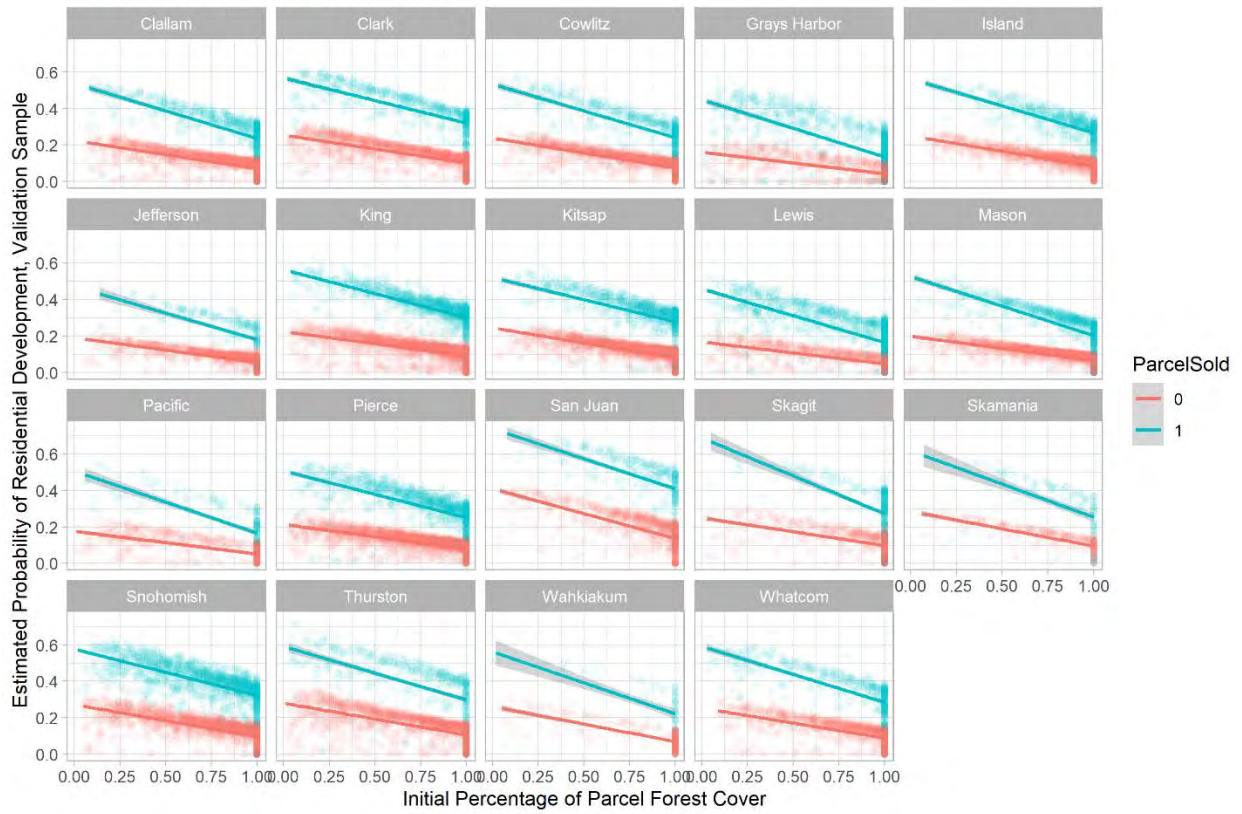 Clallam Clark Cowlitz Grays Harbor Island
0.6
0.4
0.2
0.0
Jefferson King Kitsap Lewis Mason
0.6
0.4
0.2
0.0
Pacific Pierce San Juan Skagit Skamania
0.6
0.4
0.2
0.0
0.00 0.25 0.50 0.75 1.00
Snohomish Thurston Wahkiakum Whatcom
0.6
0.4
0.2
0.0
0.00 0.25 0.50 0.75 1.00 0.00 0.25 0.50 0.75 1.00 0.00 0.25 0.50 0.75 1.00 0.00 0.25 0.50 0.75 1.00
Initial Percentage of Parcel Forest Cover
Estimated Probability of Residential Development, Validation Sample
ParcelSold
0
1